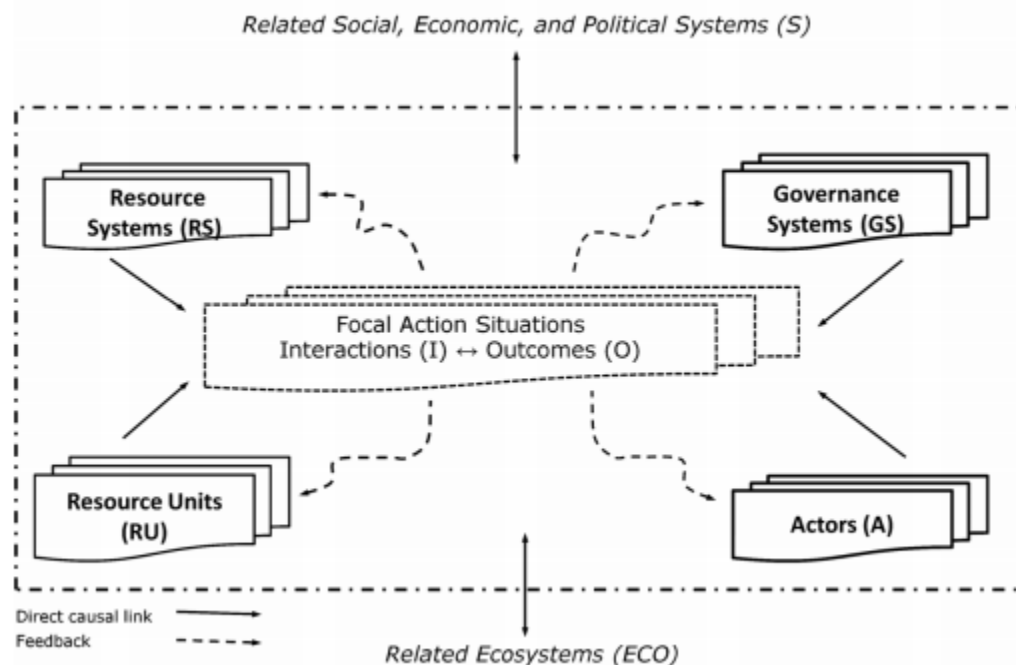 Related Social, Economic, and Political Systems (S)
Resource
Systems (RS)
Governance
Systems (GS)
Focal Action Situations
Interactions (I) ↔ Outcomes (O)
Resource Units
(RU)
Actors (A)
Direct causal link
Feedback
Related Ecosystems (ECO)